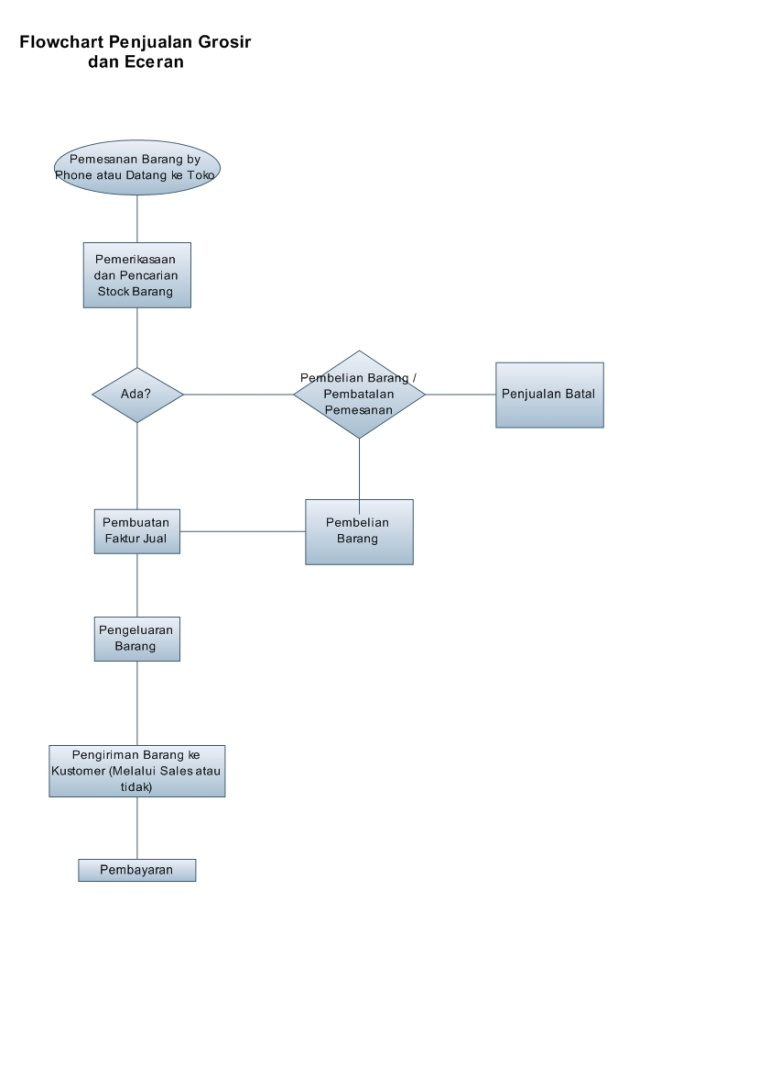 Flowchart Penjualan Grosir
dan Eceran
Pemesanan Barang by
Phone atau Datang ke Toko
Pemerikasaan
dan Pencarian
Stock Barang
Ada?
Pembelian Barang /
Pembatalan
Pemesanan
Penjualan Batal
Pembuatan
Faktur Jual
Pembelian
Barang
Pengeluaran
Barang
Pengiriman Barang ke
Kustomer (Melalui Sales atau
tidak)
Pembayaran